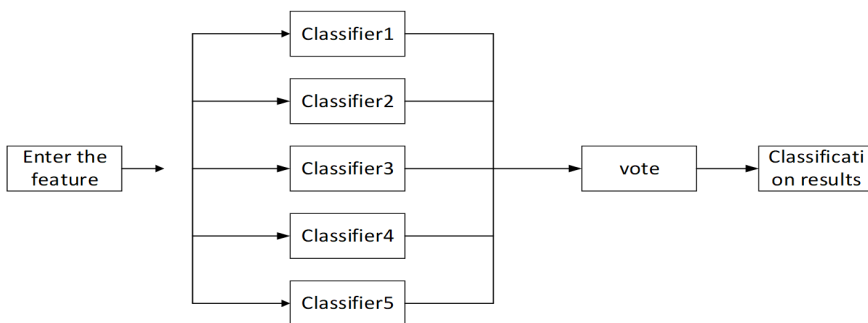 Classifier1
Classifier2
Enter the
feature
Classifier3
vote
Classificati
on results
Classifier4
Classifier5